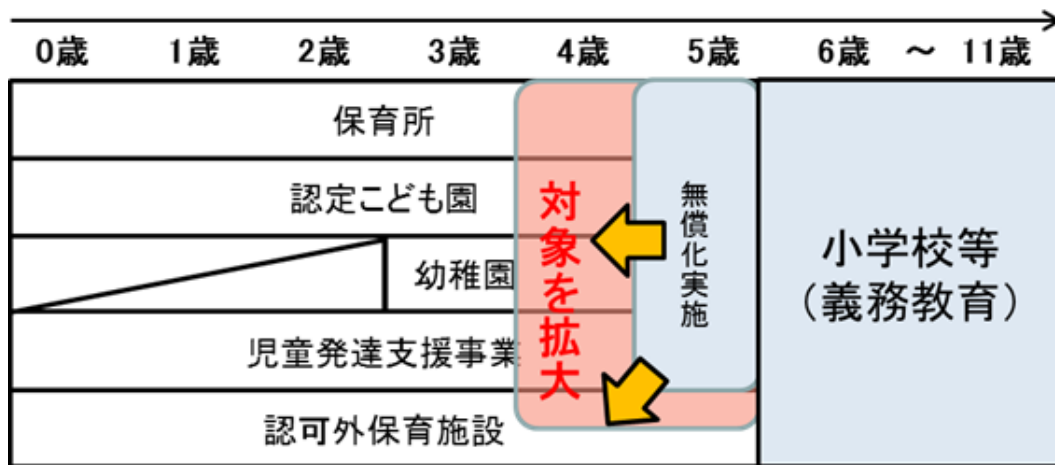 0歳 1歳 2歳 3歳 4歳 5歳 6歳 ～ 11歳
保育所
認定こども園
幼稚園
児童発達支援事業
認可外保育施設
対象を拡大
無償化実施
小学校等
（義務教育）